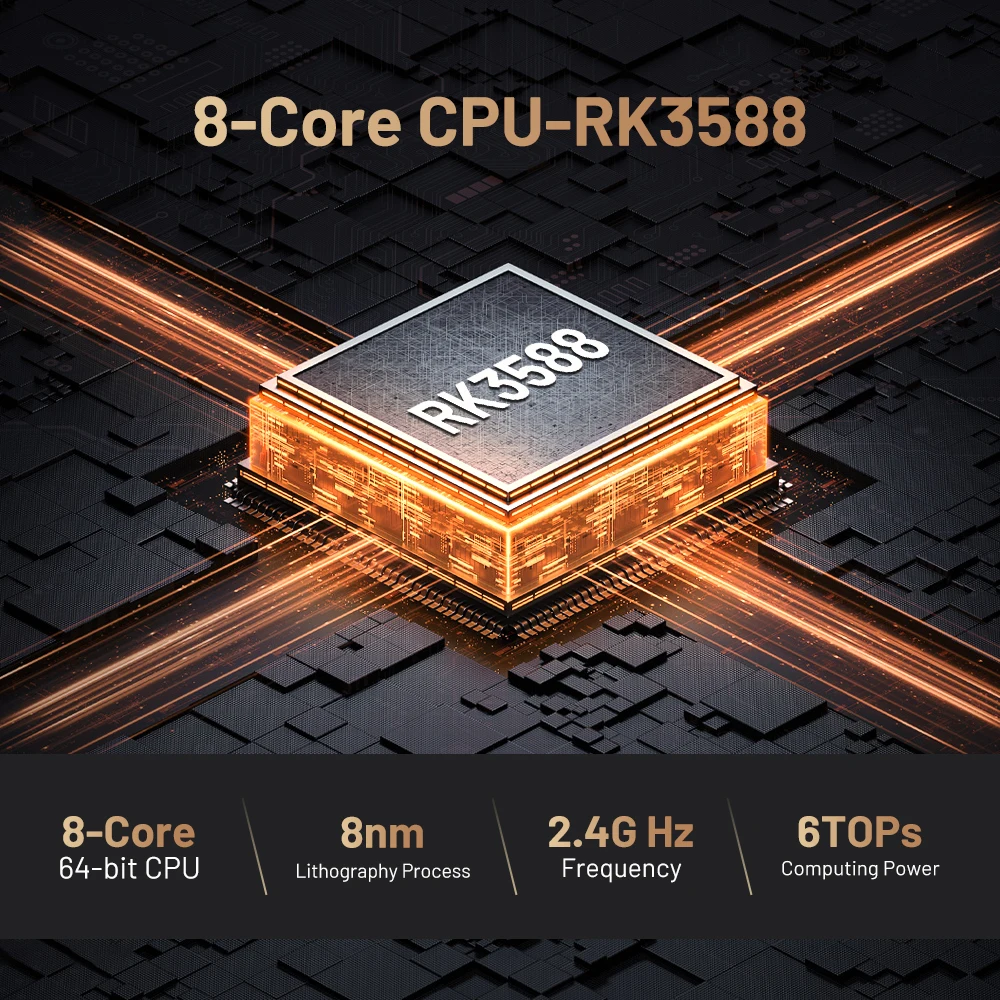 8-Core CPU-RK3588
RK3588
8-Core
64-bit CPU
8nm
Lithography Process
2.4G Hz
Frequency
6TOPs
Computing Power